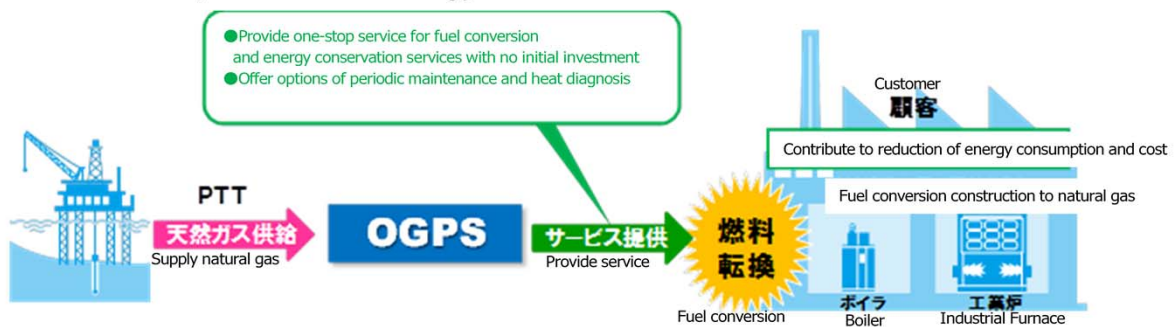 ●Provide one-stop service for fuel conversion
and energy conservation services with no initial investment
●Offer options of periodic maintenance and heat diagnosis
Customer
顧客
Contribute to reduction of energy consumption and cost
Fuel conversion construction to natural gas
PTT
天然ガス供給
Supply natural gas
OGPS
サービス提供
Provide service
燃料
転換
Fuel conversion
ボイラ
Boiler
工業炉
Industrial Furnace